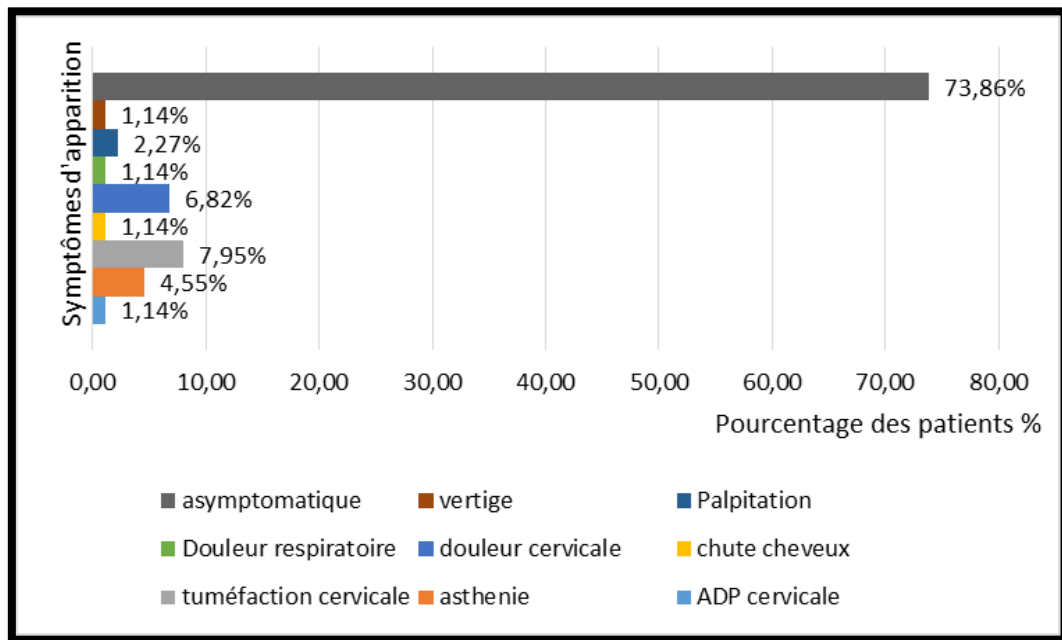 Symptômes d'apparition
73,86%
1,14%
2,27%
1,14%
6,82%
1,14%
7,95%
4,55%
1,14%
0,00 10,00 20,00 30,00 40,00 50,00 60,00 70,00 80,00
Pourcentage des patients %
asymptomatique vertige Palpitation
Douleur respiratoire douleur cervicale chute cheveux
tuméfaction cervicale asthenie ADP cervicale